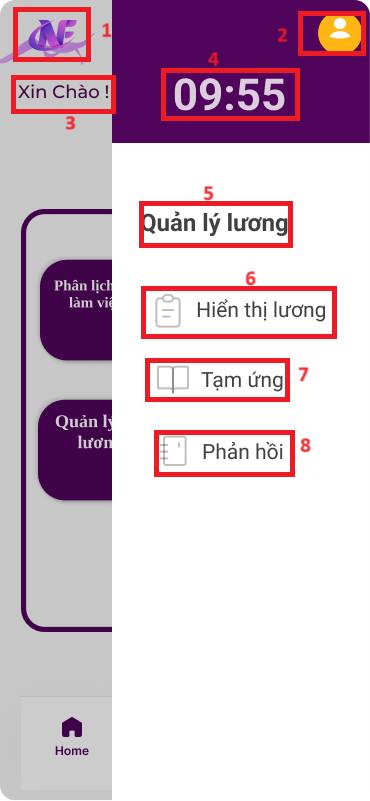 NF
1
2
Xin Chào !
3
4
09:55
5
Quản lý lương
6
Hiển thị lương
7
Tạm ứng
8
Phản hồi
Phân lịch
làm việ
Quản lý
lươn
Home